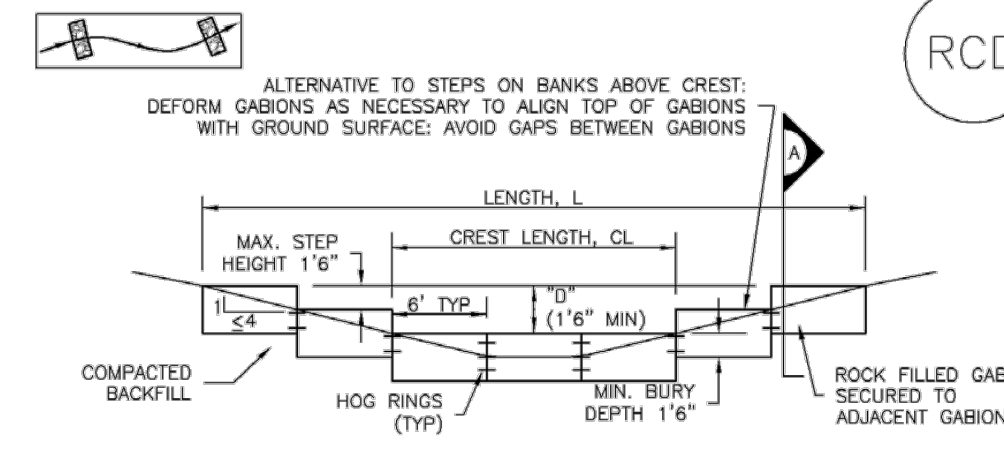 RCD
ALTERNATIVE TO STEPS ON BANKS ABOVE CREST:
DEFORM GABIONS AS NECESSARY TO ALIGN TOP OF GABIONS
WITH GROUND SURFACE: AVOID GAPS BETWEEN GABIONS
A
LENGTH, L
MAX. STEP
HEIGHT 1'6"
CREST LENGTH, CL
6' TYP
"D"
(1'6" MIN)
1
≤4
COMPACTED
BACKFILL
HOG RINGS
(TYP)
MIN. BURY
DEPTH 1'6"
ROCK FILLED GAB
SECURED TO
ADJACENT GABION